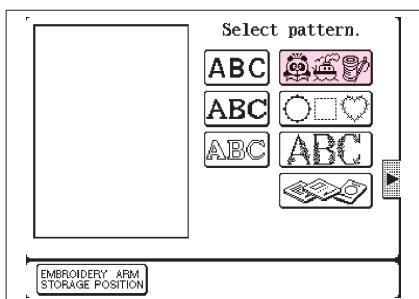 Select pattern.
ABC
ABC
ABC
ABC
EMBROIDERY ARM
STORAGE POSITION